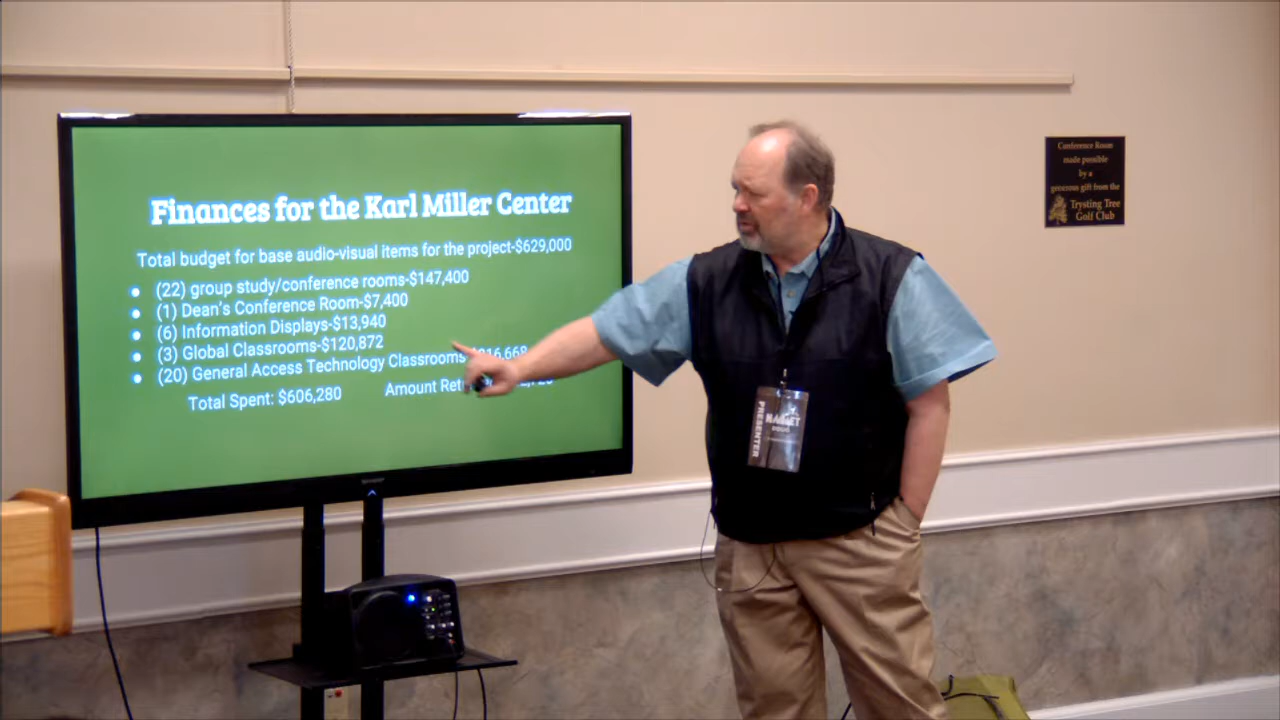 Finances for the Karl Miller Center
Total budget for base audio-visual items for the project-$629,000
(22) group study/conference rooms-$147,400
(1) Dean's Conference Room-$7,400
(6) Information Displays-$13,940
(3) Global Classrooms-$120,872
(20) General Access Technology Classrooms
Total Spent: $606,280 Amount
Conference Room
made possible
by a
generous gift from the
Trysting Tree
Golf Club
PRESENTER
DOUG